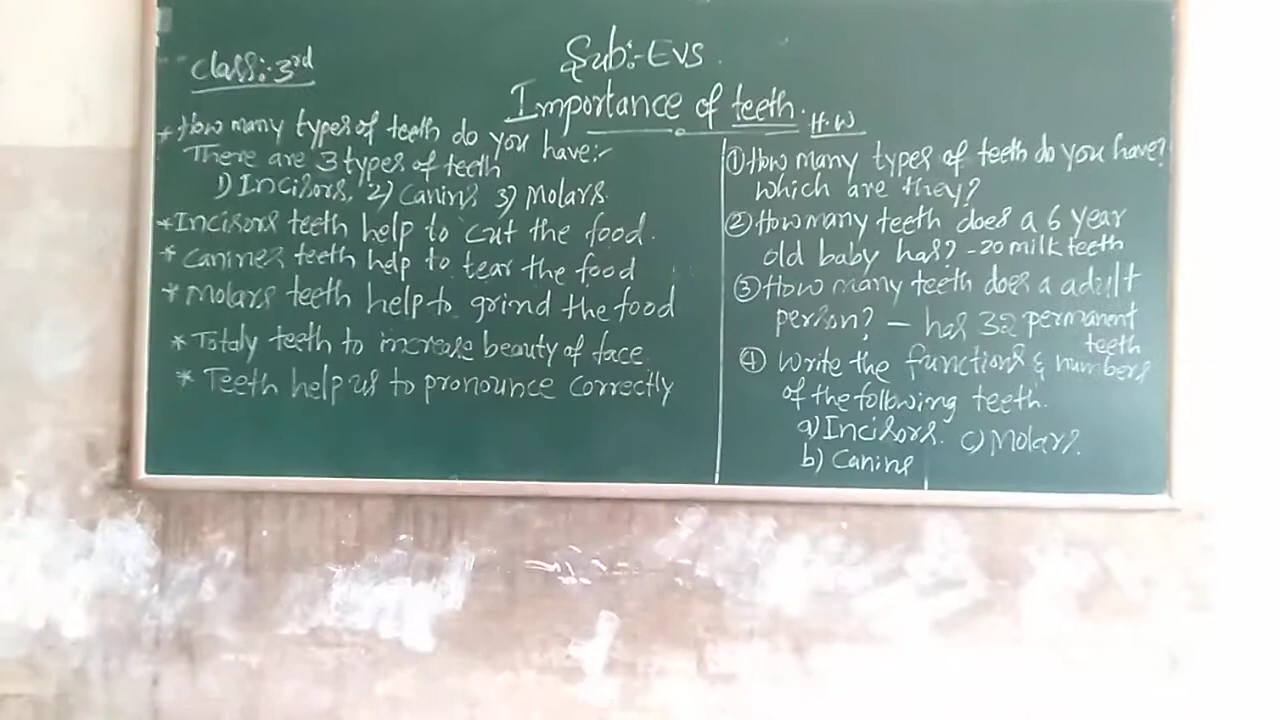 Class:- 3rd
Sub:- EVS.
Importance of teeth.
* How many types of teeth do you have:-
There are 3 types of teeth
1) Incisors, 2) Canins 3) Molars.
* Incisors teeth help to cut the food.
* Canines teeth help to tear the food
* Molars teeth help to grind the food
* Totaly teeth to increase beauty of face.
* Teeth help us to pronounce correctly
H.W
① How many types of teeth do you have?
which are they?
② How many teeth does a 6 year
old baby has? - 20 milk teeth
③ How many teeth does a adult
person? - has 32 permanent
teeth
④ Write the functions & numbers
of the following teeth.
a) Incisors. c) Molars.
b) Canins